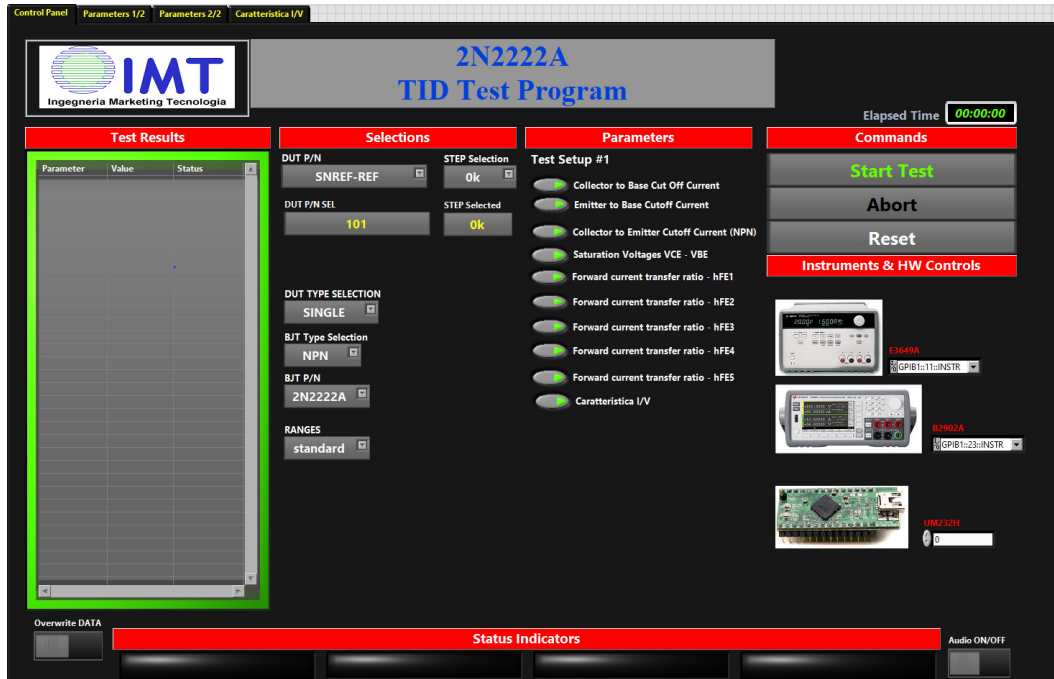 Control Panel
Parameters 1/2
Parameters 2/2
Caratteristica I/V
IMT
Ingegneria Marketing Tecnologia
2N2222A
TID Test Program
Elapsed Time
00:00:00
Test Results
Parameter Value Status
Selections
DUT P/N
SNREF-REF
STEP Selection
0k
DUT P/N SEL
101
STEP Selected
0k
DUT TYPE SELECTION
SINGLE
BJT Type Selection
NPN
BJT P/N
2N2222A
RANGES
standard
Parameters
Test Setup #1
Collector to Base Cut Off Current
Emitter to Base Cutoff Current
Collector to Emitter Cutoff Current (NPN)
Saturation Voltages VCE - VBE
Forward current transfer ratio - hFE1
Forward current transfer ratio - hFE2
Forward current transfer ratio - hFE3
Forward current transfer ratio - hFE4
Forward current transfer ratio - hFE5
Caratteristica I/V
Commands
Start Test
Abort
Reset
Instruments & HW Controls
E3649A
GPIB1::11::INSTR
B2902A
GPIB1::23::INSTR
UM232H
0
Overwrite DATA
Status Indicators
Audio ON/OFF